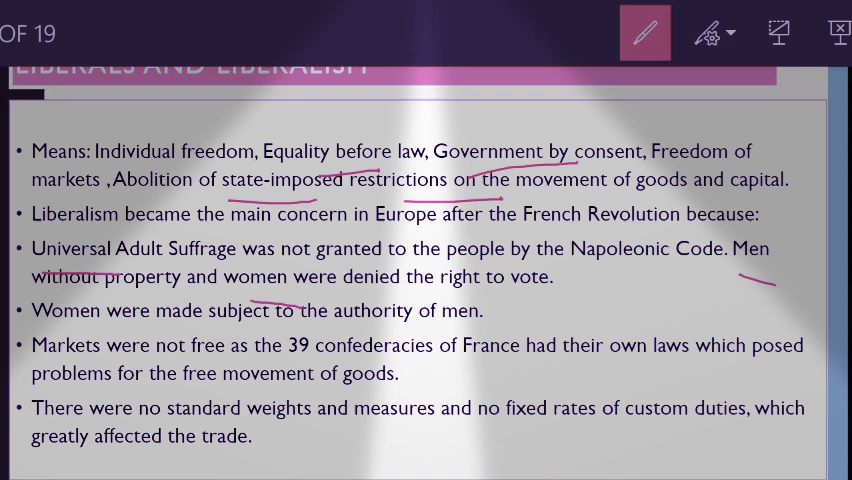 OF 19
LIBERALS AND LIBERALISM
• Means: Individual freedom, Equality before law, Government by consent, Freedom of
markets ,Abolition of state-imposed restrictions on the movement of goods and capital.
• Liberalism became the main concern in Europe after the French Revolution because:
• Universal Adult Suffrage was not granted to the people by the Napoleonic Code. Men
without property and women were denied the right to vote.
• Women were made subject to the authority of men.
• Markets were not free as the 39 confederacies of France had their own laws which posed
problems for the free movement of goods.
• There were no standard weights and measures and no fixed rates of custom duties, which
greatly affected the trade.